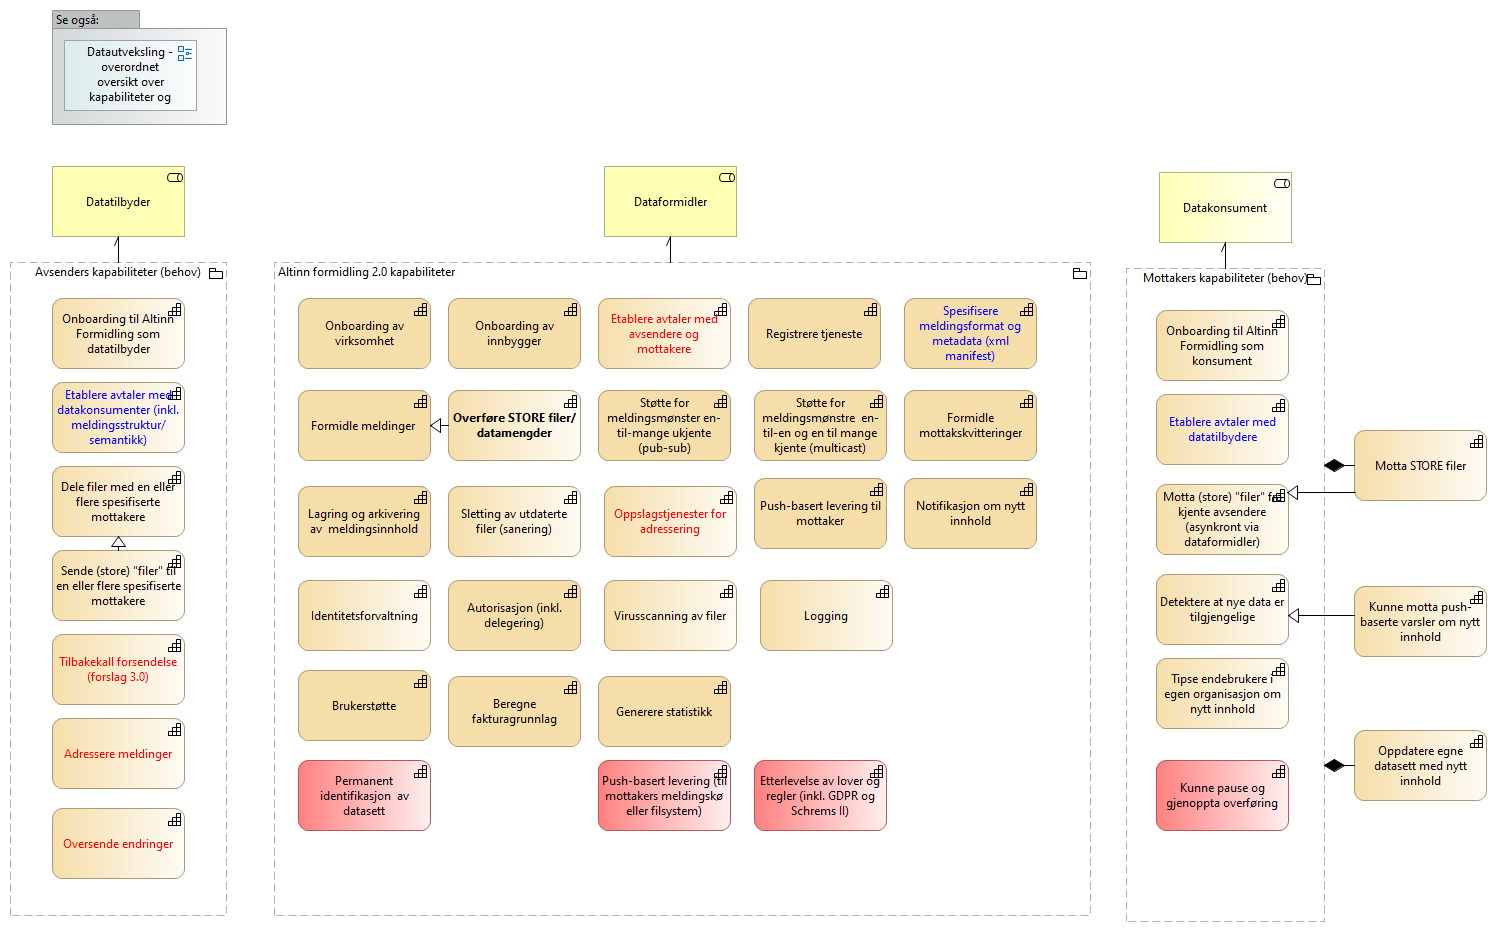 Se også:
Datautveksling -
overordnet
oversikt over
kapabiliteter og
Datatilbyder
Dataformidler
Datakonsument
Avsenders kapabiliteter (behov)
Onboarding til Altinn
Formidling som
datatilbyder
Etablere avtaler med
datakonsumenter (inkl.
meldingsstruktur/
semantikk)
Dele filer med en eller
flere spesifiserte
mottakere
Sende (store) "filer" til
en eller flere spesifiserte
mottakere
Tilbakekall forsendelse
(forslag 3.0)
Adressere meldinger
Oversende endringer
Altinn formidling 2.0 kapabiliteter
Onboarding av
virksomhet
Onboarding av
innbygger
Etablere avtaler med
avsendere og
mottakere
Registrere tjeneste
Spesifisere
meldingsformat og
metadata (xml
manifest)
Formidle meldinger
Overføre STORE filer/
datamengder
Støtte for
meldingsmønster en-
til-mange ukjente
(pub-sub)
Støtte for
meldingsmønstre  en-
til-en og en til mange
kjente (multicast)
Formidle
mottakskvitteringer
Lagring og arkivering
av  meldingsinnhold
Sletting av utdaterte
filer (sanering)
Oppslagstjenester for
adressering
Push-basert levering til
mottaker
Notifikasjon om nytt
innhold
Identitetsforvaltning
Autorisasjon (inkl.
delegering)
Virusscanning av filer
Logging
Brukerstøtte
Beregne
fakturagrunnlag
Generere statistikk
Permanent
identifikasjon  av
datasett
Push-basert levering (til
mottakers meldingskø
eller filsystem)
Etterlevelse av lover og
regler (inkl. GDPR og
Schrems II)
Mottakers kapabiliteter (behov)
Onboarding til Altinn
Formidling som
konsument
Etablere avtaler med
datatilbydere
Motta (store) "filer" fra
kjente avsendere
(asynkront via
dataformidler)
Detektere at nye data er
tilgjengelige
Tipse endebrukere i
egen organisasjon om
nytt innhold
Kunne pause og
gjenoppta overføring
Motta STORE filer
Kunne motta push-
baserte varsler om nytt
innhold
Oppdatere egne
datasett med nytt
innhold